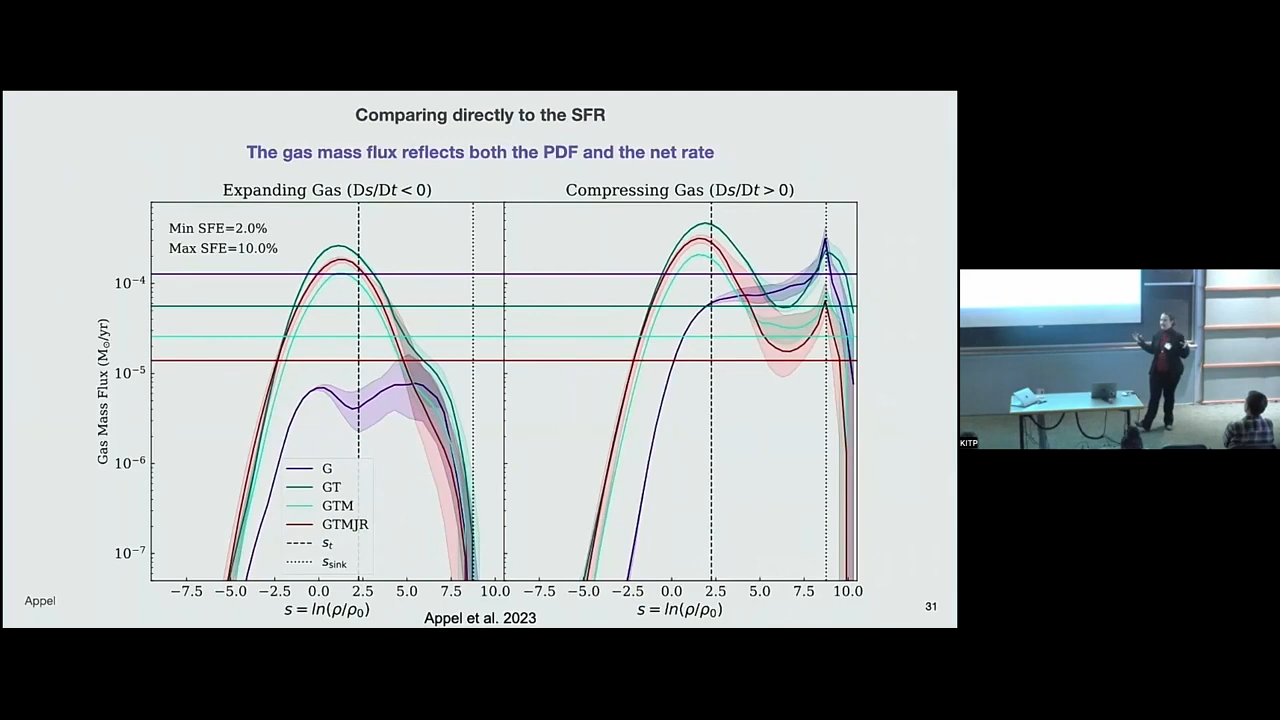 Comparing directly to the SFR
The gas mass flux reflects both the PDF and the net rate
Expanding Gas (Ds/Dt < 0)
Compressing Gas (Ds/Dt > 0)
Min SFE=2.0%
Max SFE=10.0%
Gas Mass Flux (M☉/yr)
10⁻⁴
10⁻⁵
10⁻⁶
10⁻⁷
G
GT
GTM
GTMJR
s_t
s_sink
−7.5 −5.0 −2.5 0.0 2.5 5.0 7.5 10.0
−7.5 −5.0 −2.5 0.0 2.5 5.0 7.5 10.0
s = ln(ρ/ρ₀)
s = ln(ρ/ρ₀)
Appel et al. 2023
Appel
31
KITP